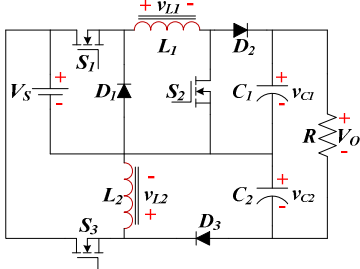 + vL1 -
L1
D2
S1
VS
+
-
D1
S2
C1
+
-
vC1
R
+
-
VO
L2
-
vL2
+
C2
+
-
vC2
S3
D3